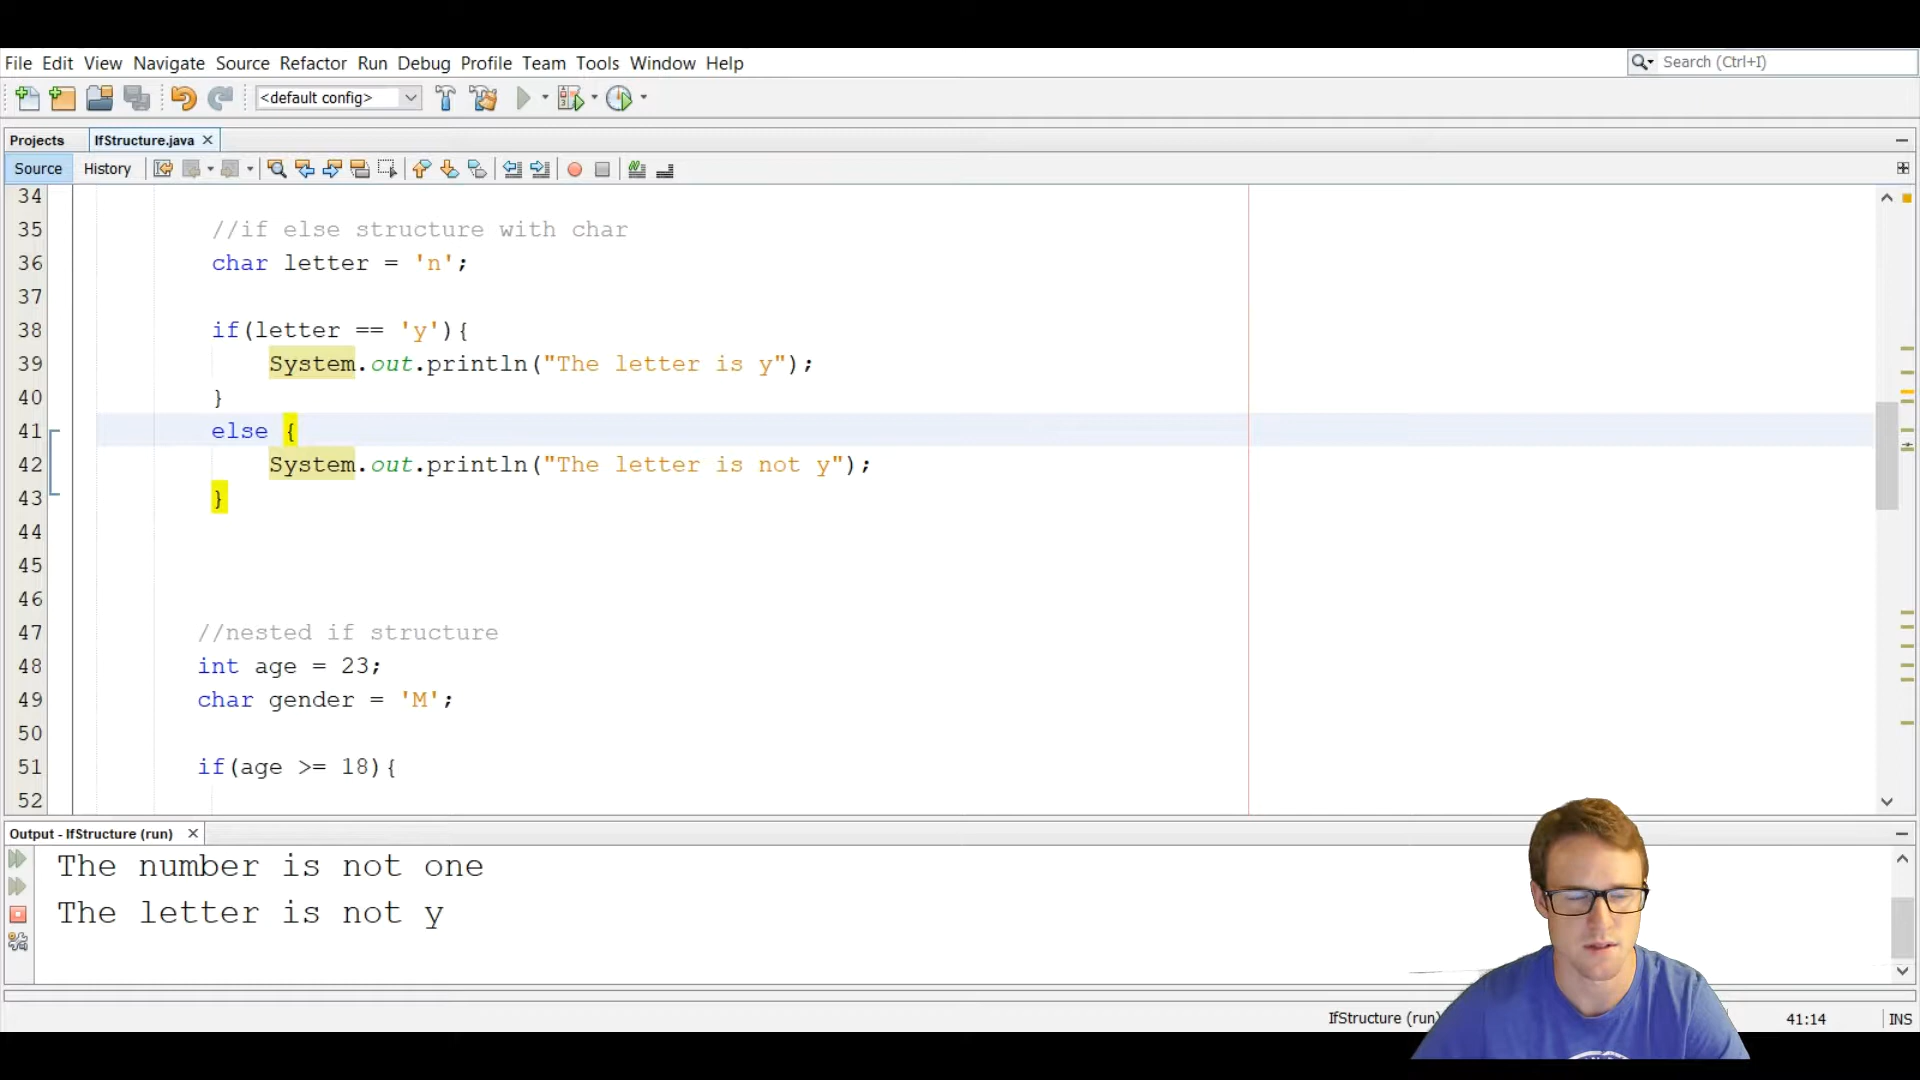 File Edit View Navigate Source Refactor Run Debug Profile Team Tools Window Help
Search (Ctrl+I)
<default config>
Projects IfStructure.java
Source History
34
35 //if else structure with char
36 char letter = 'n';
37
38 if(letter == 'y'){
39 System.out.println("The letter is y");
40 }
41 else {
42 System.out.println("The letter is not y");
43 }
44
45
46
47 //nested if structure
48 int age = 23;
49 char gender = 'M';
50
51 if(age >= 18){
52
Output - IfStructure (run)
The number is not one
The letter is not y
IfStructure (run) 41:14 INS